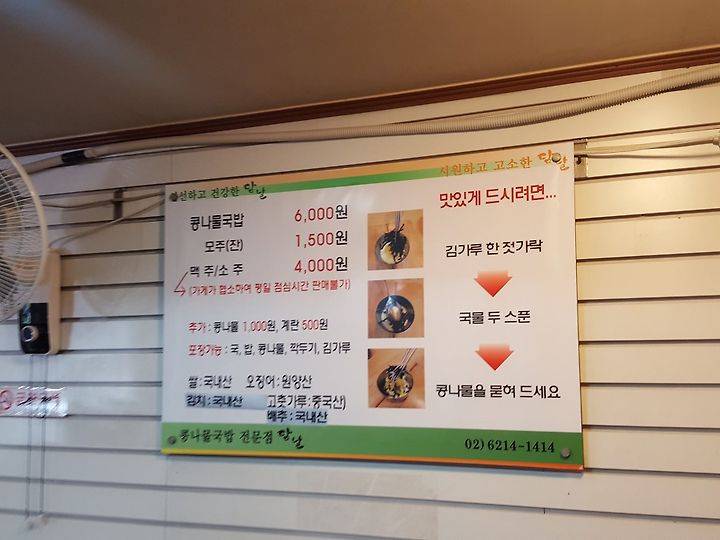 선하고 건강한 담날
시원하고 고소한 담날
콩나물국밥 6,000원
모주(잔) 1,500원
맥 주/소 주 4,000원
(가게가 협소하여 평일 점심시간 판매불가)
추가 : 콩나물 1,000원, 계란 500원
포장가능 : 국, 밥, 콩나물, 깍두기, 김가루
쌀 : 국내산 오징어 : 원양산
김치 : 국내산 고춧가루 : 중국산)
배추 : 국내산
맛있게 드시려면...
김가루 한 젓가락
국물 두 스푼
콩나물을 묻혀 드세요
콩나물국밥 전문점 담날
02) 6214-1414